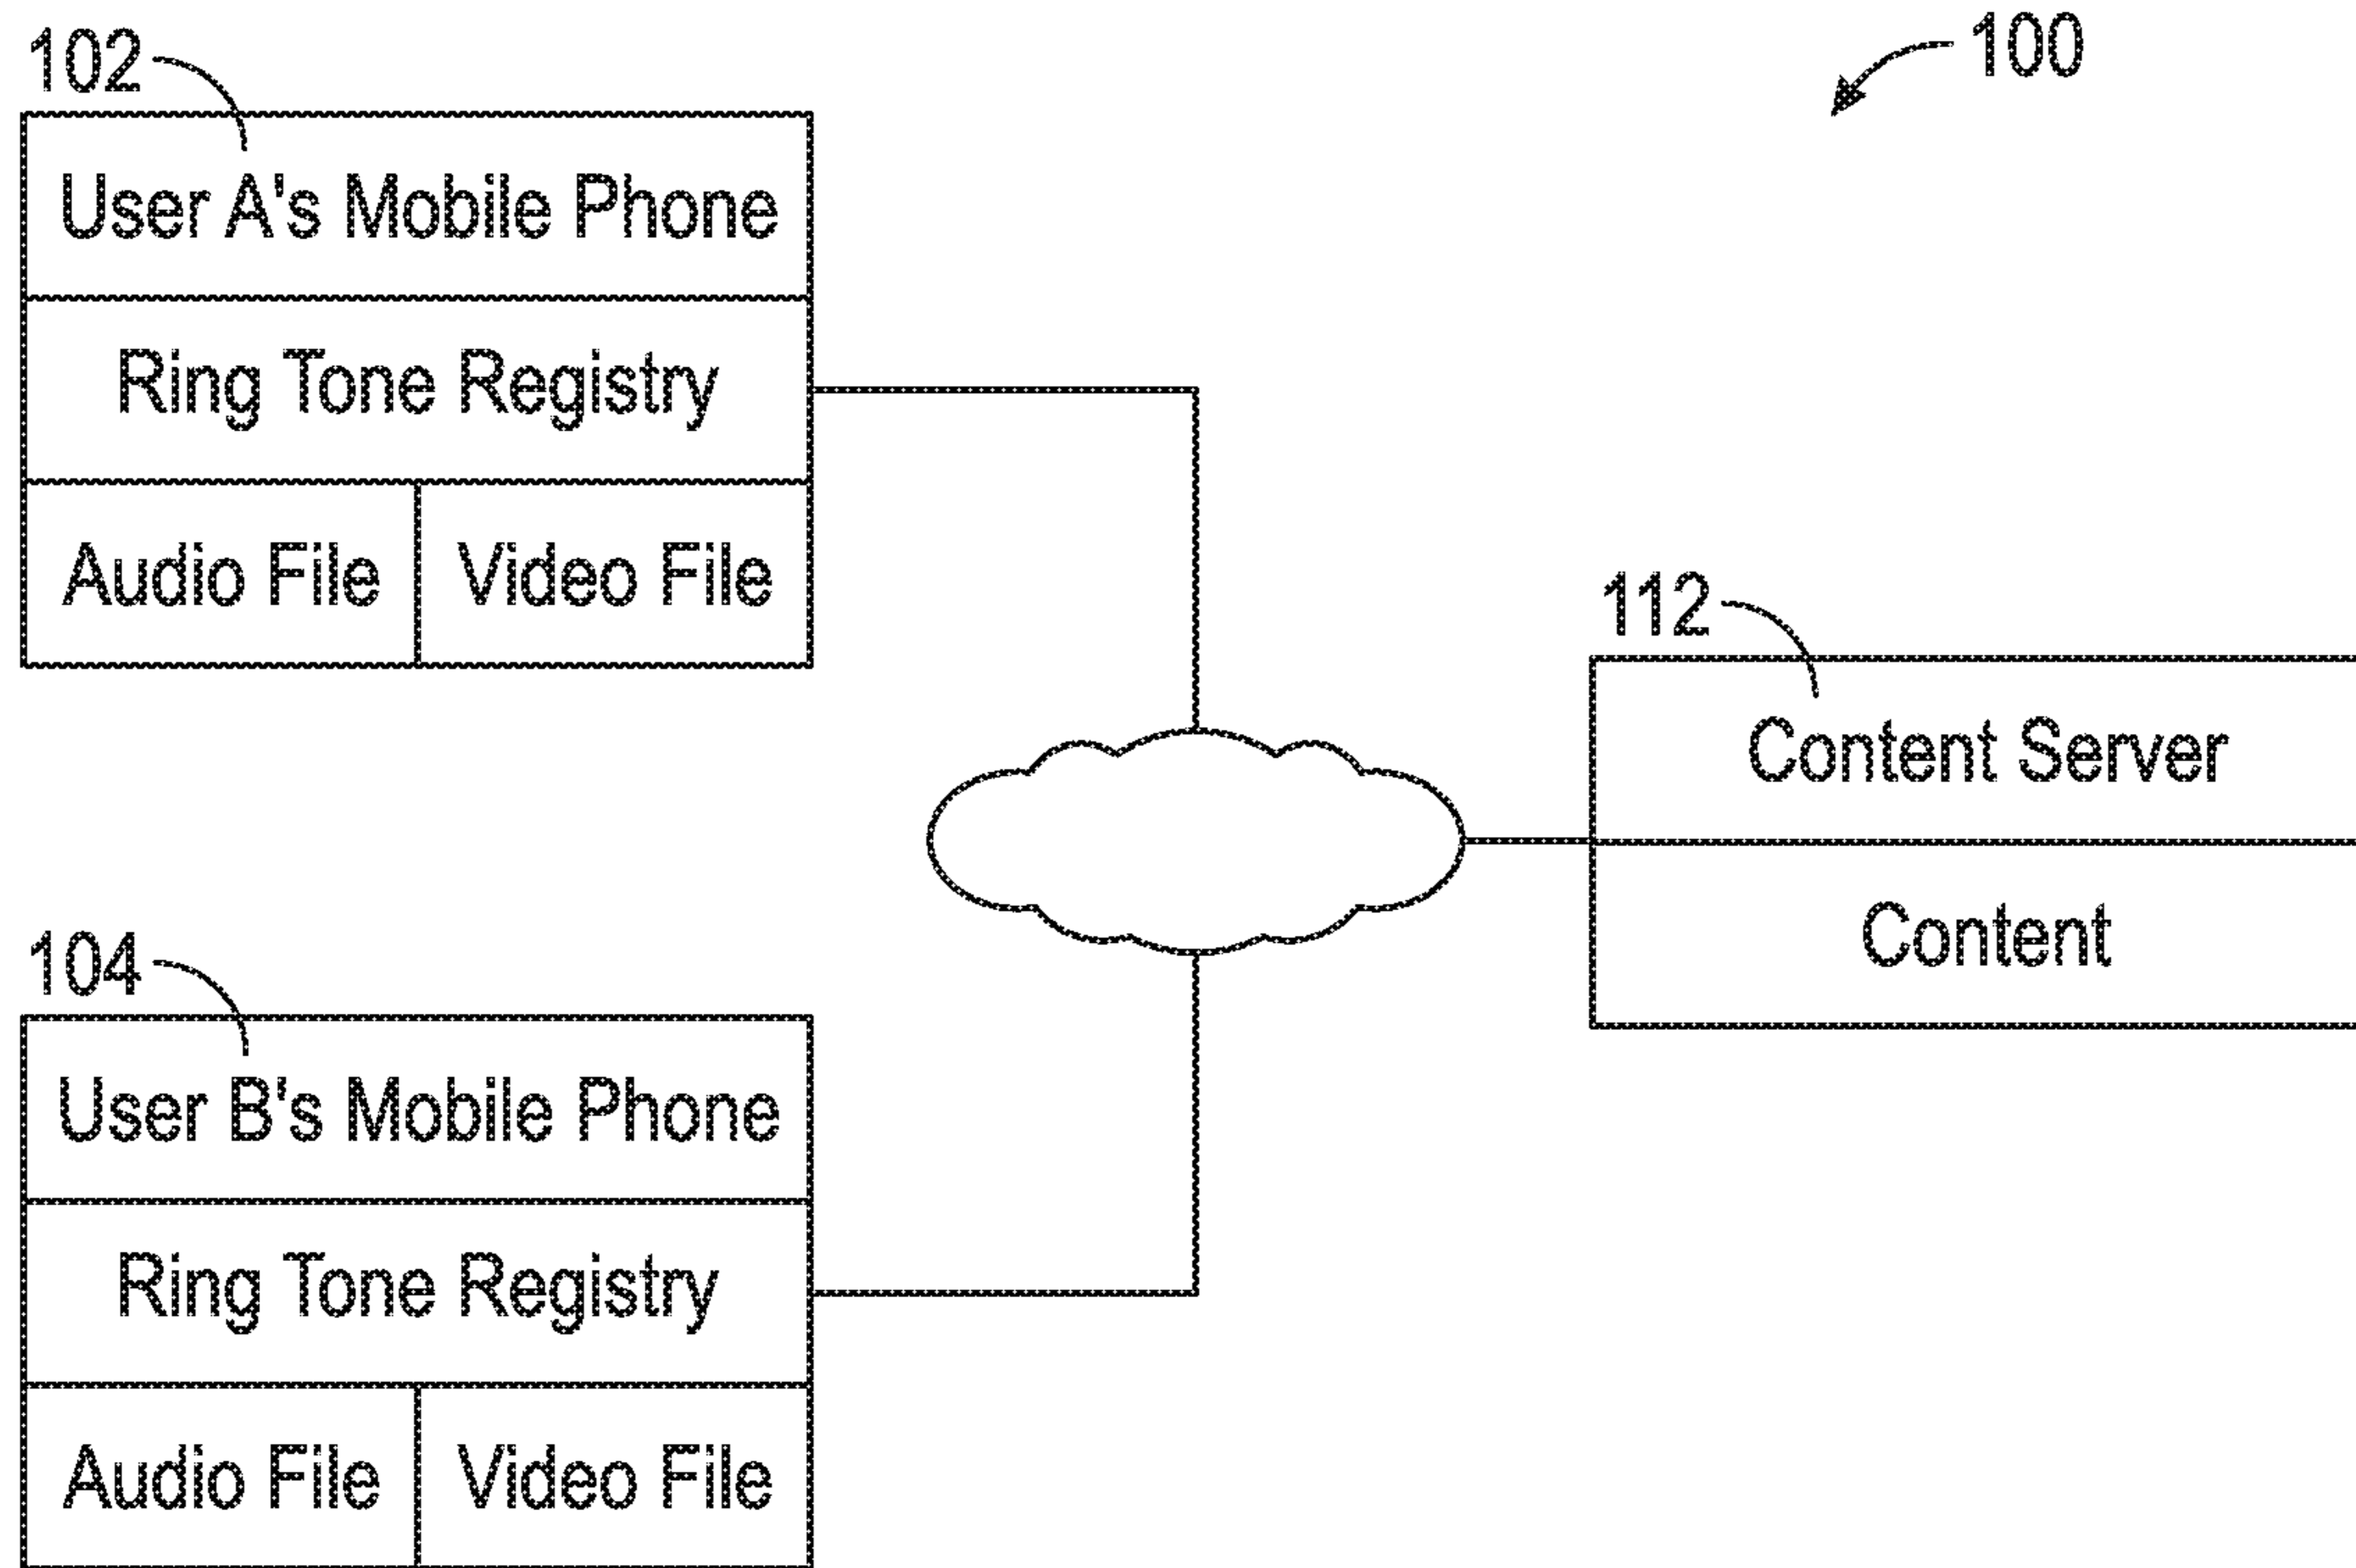 100
102
User A's Mobile Phone
Ring Tone Registry
Audio File Video File
112
Content Server
Content
104
User B's Mobile Phone
Ring Tone Registry
Audio File Video File